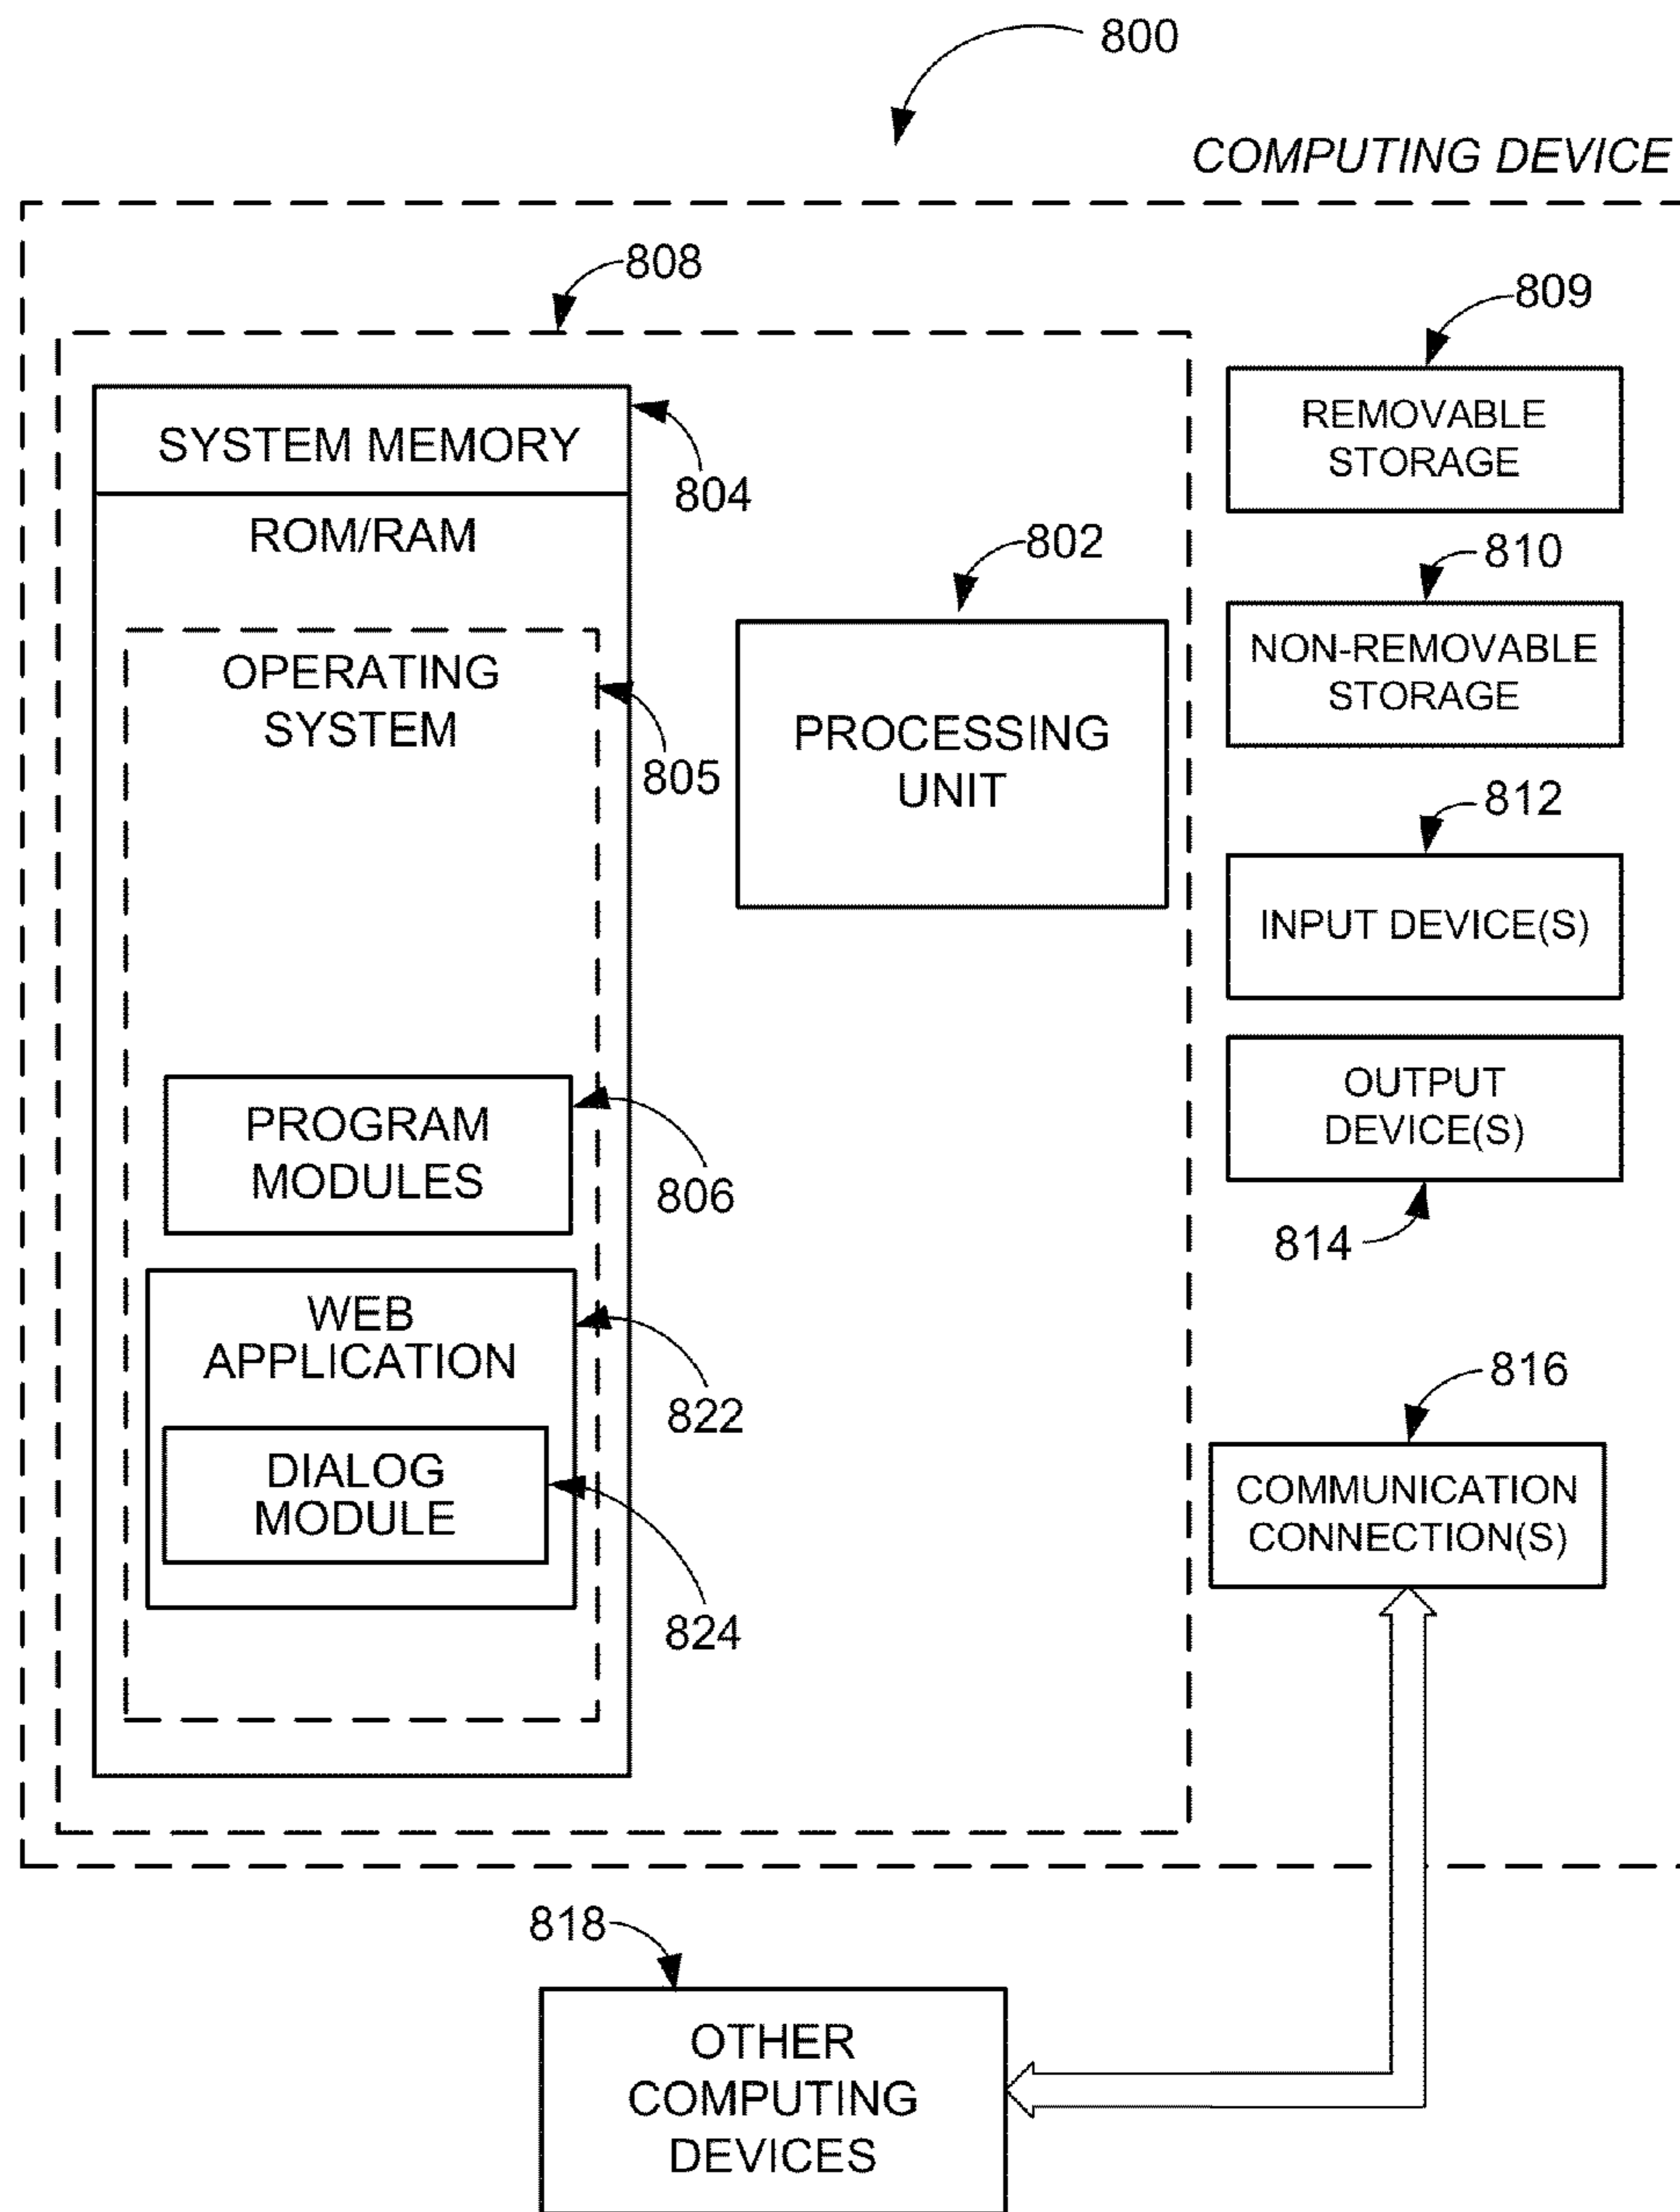 800
COMPUTING DEVICE
808
809
REMOVABLE
STORAGE
SYSTEM MEMORY
804
ROM/RAM
802
810
NON-REMOVABLE
STORAGE
OPERATING
SYSTEM
805
PROCESSING
UNIT
812
INPUT DEVICE(S)
OUTPUT
DEVICE(S)
814
PROGRAM
MODULES
806
WEB
APPLICATION
822
816
DIALOG
MODULE
824
COMMUNICATION
CONNECTION(S)
818
OTHER
COMPUTING
DEVICES